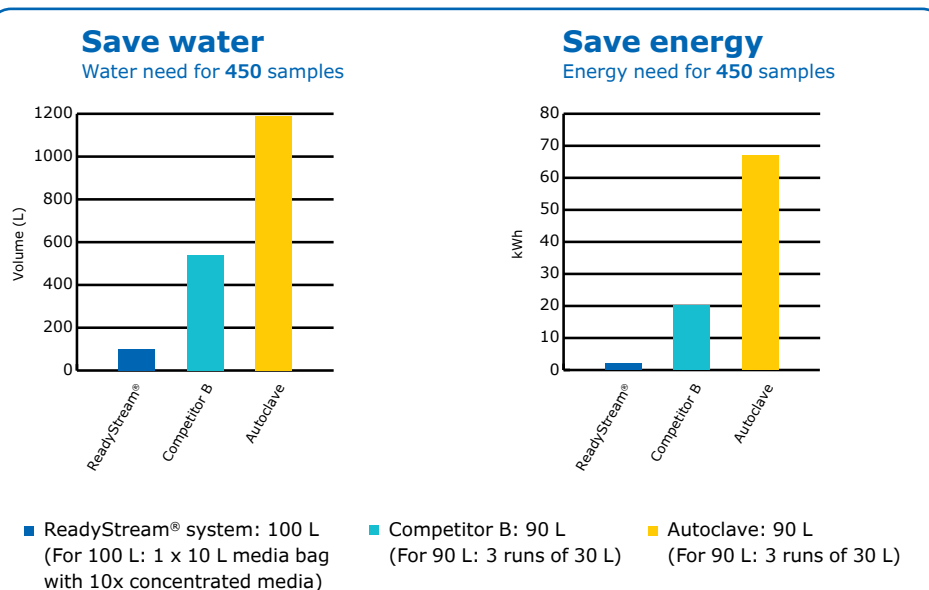 Save water
Water need for 450 samples
Volume (L)
1200
1000
800
600
400
200
0
ReadyStream®
Competitor B
Autoclave
Save energy
Energy need for 450 samples
kWh
80
70
60
50
40
30
20
10
0
ReadyStream®
Competitor B
Autoclave
ReadyStream® system: 100 L
(For 100 L: 1 x 10 L media bag
with 10x concentrated media)
Competitor B: 90 L
(For 90 L: 3 runs of 30 L)
Autoclave: 90 L
(For 90 L: 3 runs of 30 L)